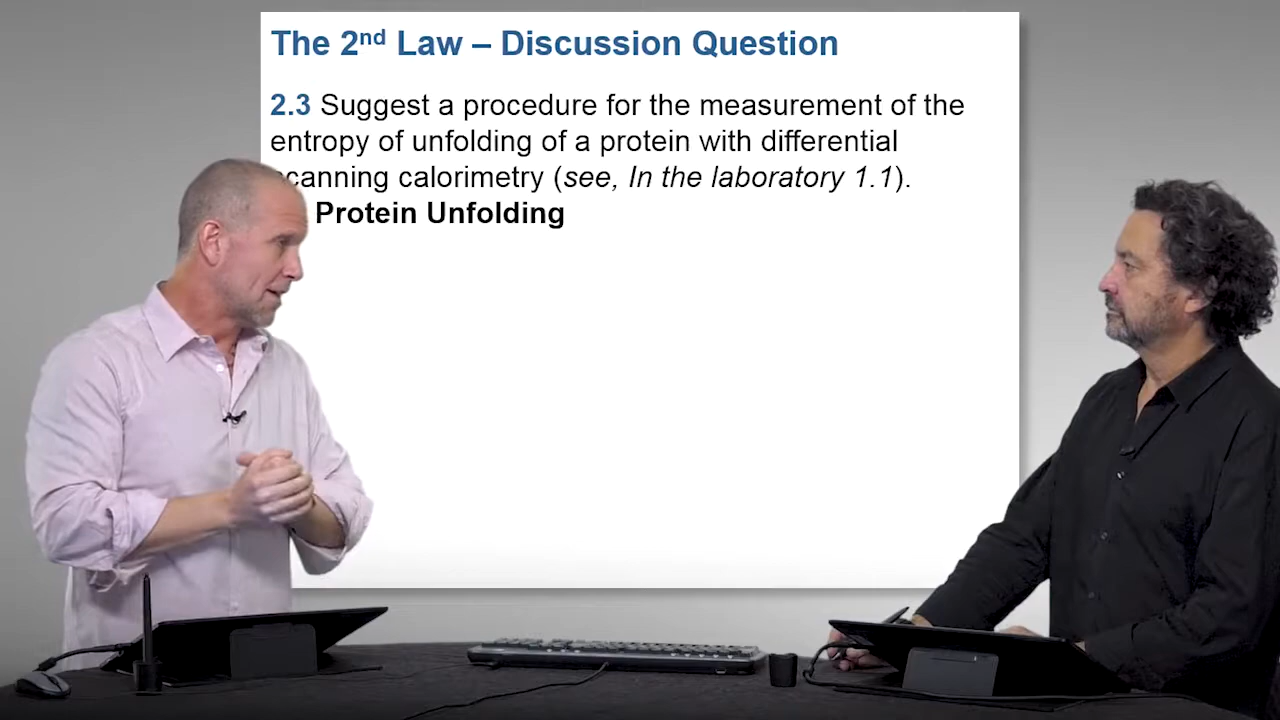 The 2nd Law – Discussion Question
2.3 Suggest a procedure for the measurement of the
entropy of unfolding of a protein with differential
scanning calorimetry (see, In the laboratory 1.1).
Protein Unfolding